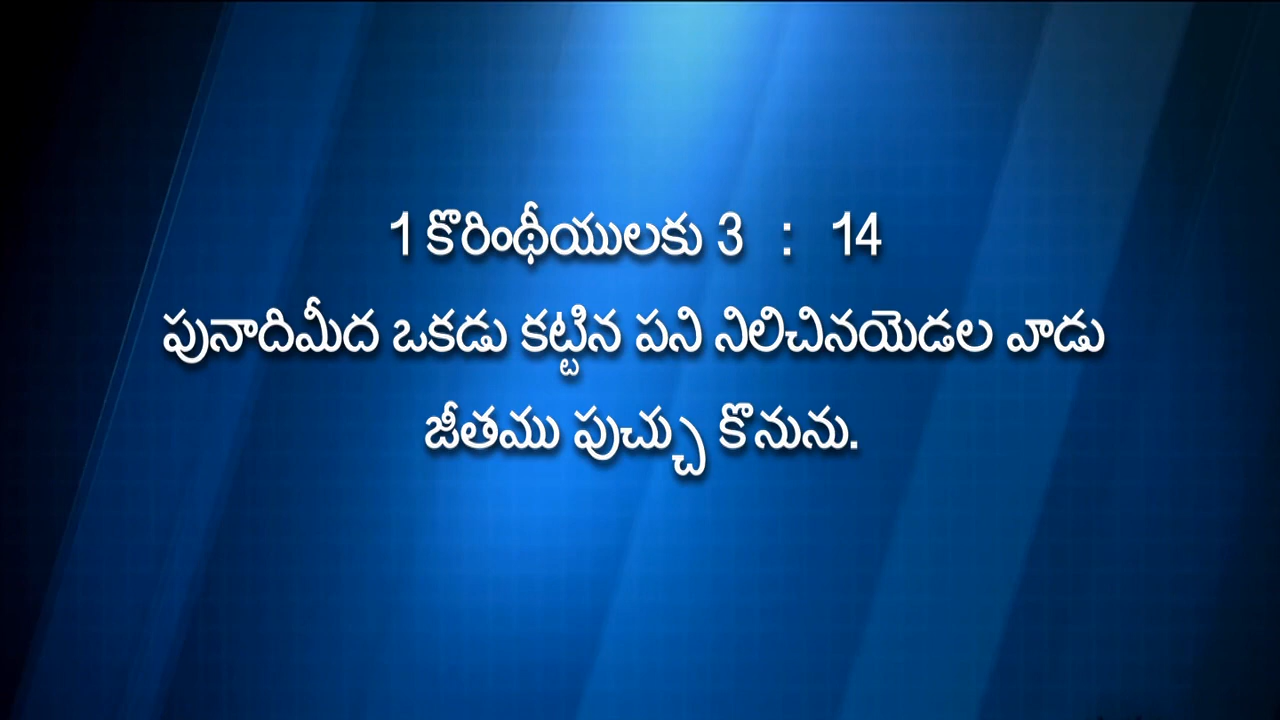 1 కొరింథీయులకు 3 : 14
పునాదిమీద ఒకడు కట్టిన పని నిలిచినయెడల వాడు
జీతము పుచ్చు కొనును.